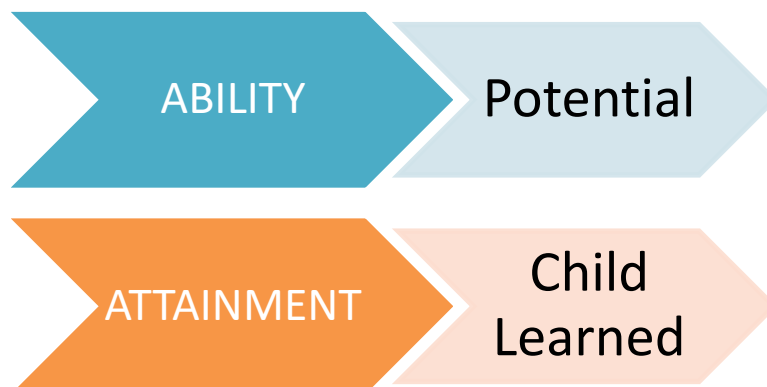 ABILITY
Potential
ATTAINMENT
Child
Learned